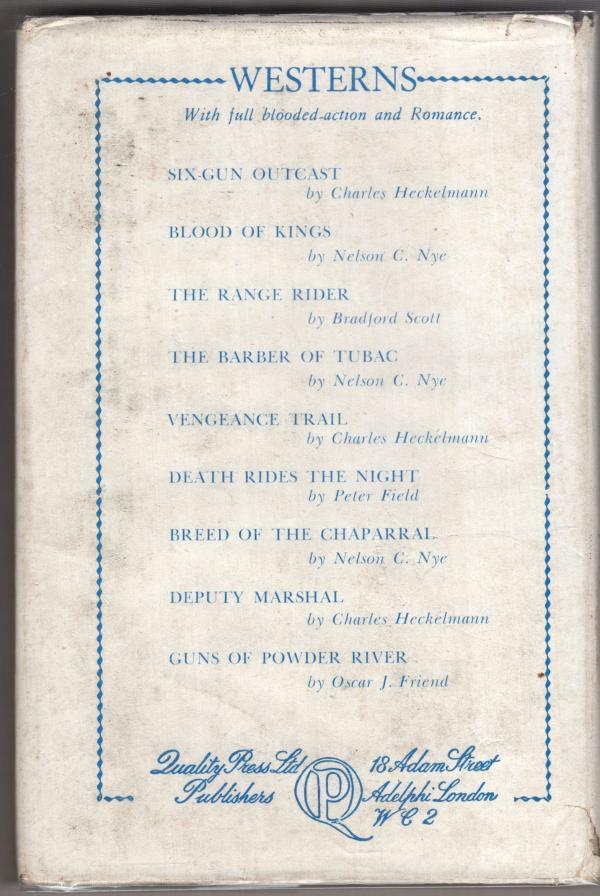 WESTERNS
With full blooded-action and Romance.
SIX-GUN OUTCAST
by Charles Heckelmann
BLOOD OF KINGS
by Nelson C. Nye
THE RANGE RIDER
by Bradford Scott
THE BARBER OF TUBAC
by Nelson C. Nye
VENGEANCE TRAIL
by Charles Heckelmann
DEATH RIDES THE NIGHT
by Peter Field
BREED OF THE CHAPARRAL
by Nelson C. Nye
DEPUTY MARSHAL
by Charles Heckelmann
GUNS OF POWDER RIVER
by Oscar J. Friend
Quality Press Ltd
Publishers
QP
18 Adam Street
Adelphi London
W C 2